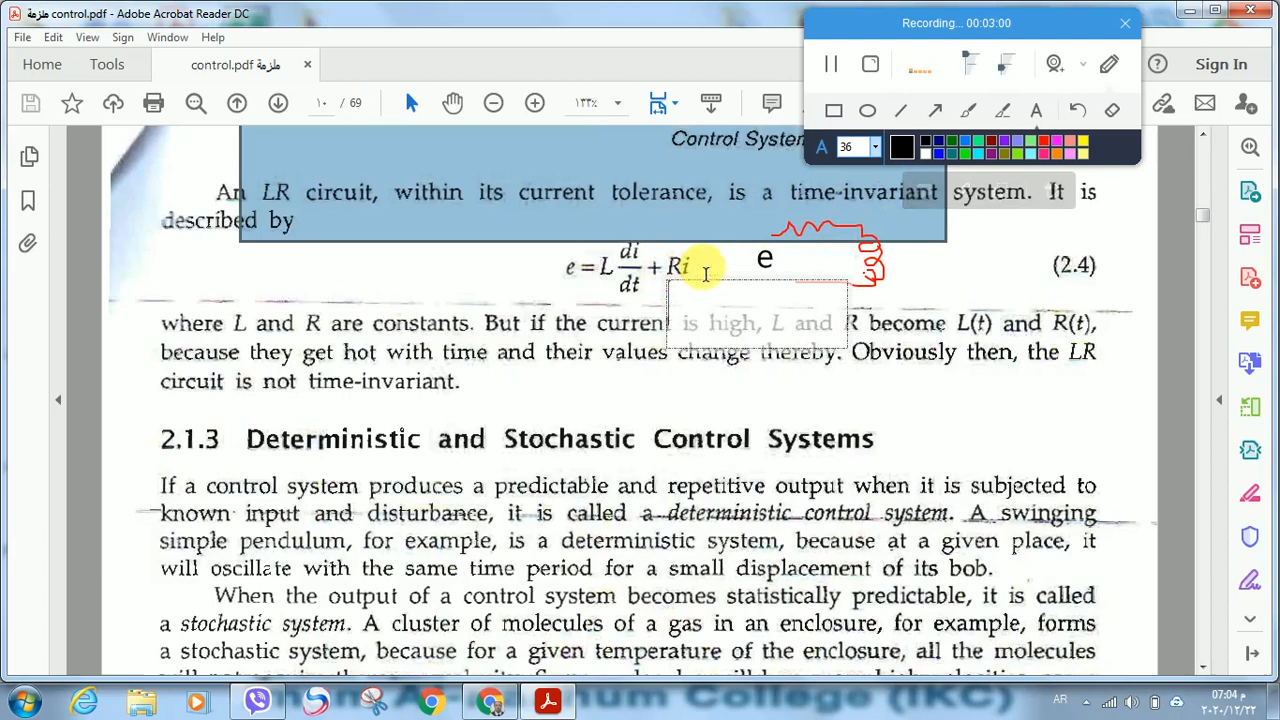 ملزمة control.pdf - Adobe Acrobat Reader DC
File Edit View Sign Window Help
Home Tools ملزمة control.pdf × Sign In
١٠ / 69 ١٣٣٪
Recording... 00:03:00
A 36
Control System
An LR circuit, within its current tolerance, is a time-invariant system. It is
described by
e = L di/dt + Ri (2.4)
e
where L and R are constants. But if the current is high, L and R become L(t) and R(t),
because they get hot with time and their values change thereby. Obviously then, the LR
circuit is not time-invariant.
2.1.3 Deterministic and Stochastic Control Systems
If a control system produces a predictable and repetitive output when it is subjected to
known input and disturbance, it is called a deterministic control system. A swinging
simple pendulum, for example, is a deterministic system, because at a given place, it
will oscillate with the same time period for a small displacement of its bob.
When the output of a control system becomes statistically predictable, it is called
a stochastic system. A cluster of molecules of a gas in an enclosure, for example, forms
a stochastic system, because for a given temperature of the enclosure, all the molecules
AR
07:04 م
٢٠٢٠/١٢/٢٢